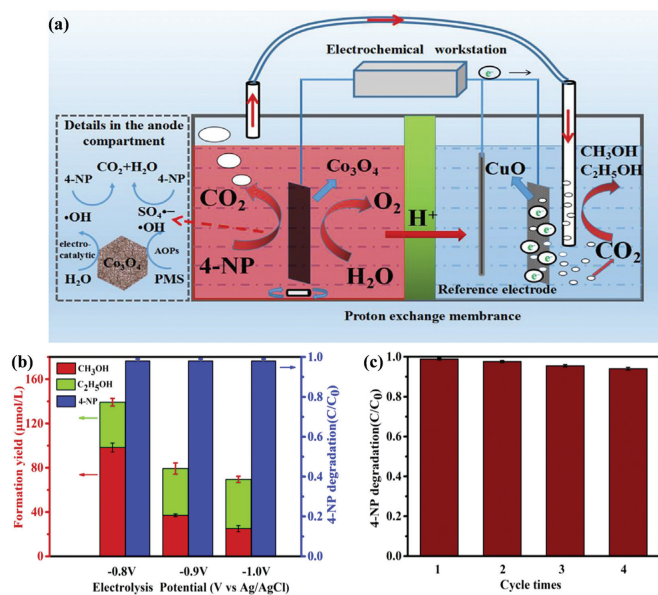 (a)
Electrochemical workstation
e⁻
Details in the anode
compartment
CO₂+H₂O
4-NP
4-NP
•OH
SO₄•−
•OH
electro-
catalytic
AOPs
Co₃O₄
H₂O
PMS
CO₂
4-NP
Co₃O₄
O₂
H₂O
H⁺
CuO
e⁻
e⁻
e⁻
e⁻
e⁻
CH₃OH
C₂H₅OH
CO₂
Reference electrode
Proton exchange membrance
(b)
CH₃OH
C₂H₅OH
4-NP
Formation yield (μmol/L)
160
120
80
40
0
1.0
0.8
0.6
0.4
0.2
0.0
4-NP degradation(C/C₀)
-0.8V
-0.9V
-1.0V
Electrolysis Potential (V vs Ag/AgCl)
(c)
4-NP degradation(C/C₀)
1.0
0.8
0.6
0.4
0.2
0.0
1
2
3
4
Cycle times